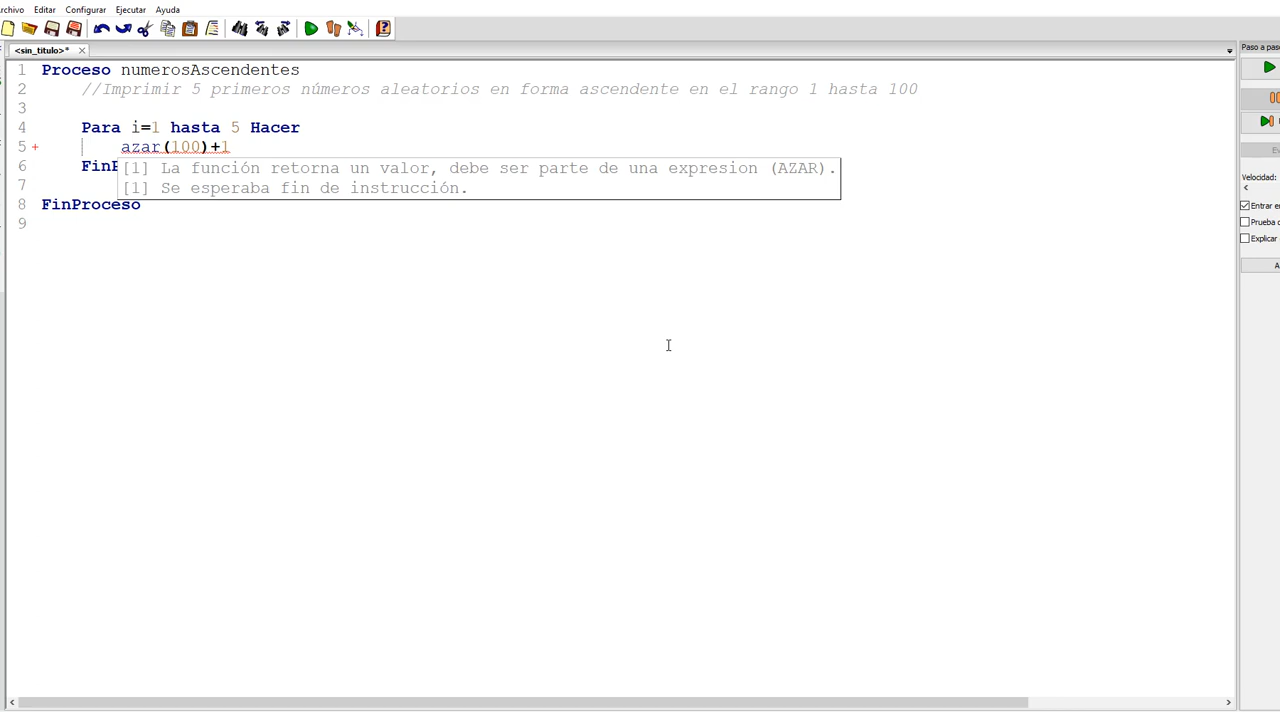 Archivo Editar Configurar Ejecutar Ayuda
<sin_titulo>*
Paso a paso
1 Proceso numerosAscendentes
2 //Imprimir 5 primeros números aleatorios en forma ascendente en el rango 1 hasta 100
3
4 Para i=1 hasta 5 Hacer
5 azar(100)+1
6 FinP
[1] La función retorna un valor, debe ser parte de una expresion (AZAR).
7
[1] Se esperaba fin de instrucción.
8 FinProceso
9
Velocidad:
Entrar e
Prueba
Explicar